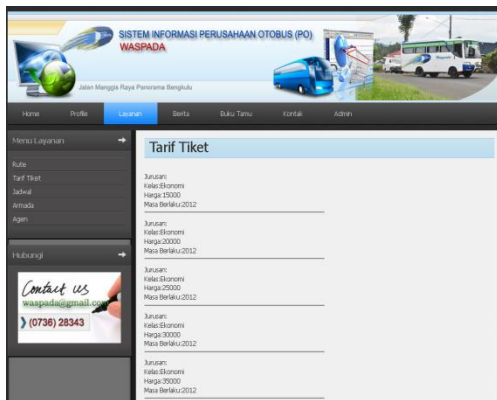 SISTEM INFORMASI PERUSAHAAN OTOBUS (PO)
WASPADA
Jalan Manggis Raya Panorama Bengkulu
Home Profile Layanan Berita Buku Tamu Kontak Admin
Menu Layanan
Rute
Tarif Tiket
Jadwal
Armada
Agen
Hubungi
Contact us
waspada@gmail.com
(0736) 28343
Tarif Tiket
Jurusan:
Kelas:Ekonomi
Harga:15000
Masa Berlaku:2012
Jurusan:
Kelas:Ekonomi
Harga:20000
Masa Berlaku:2012
Jurusan:
Kelas:Ekonomi
Harga:25000
Masa Berlaku:2012
Jurusan:
Kelas:Ekonomi
Harga:30000
Masa Berlaku:2012
Jurusan:
Kelas:Ekonomi
Harga:35000
Masa Berlaku:2012